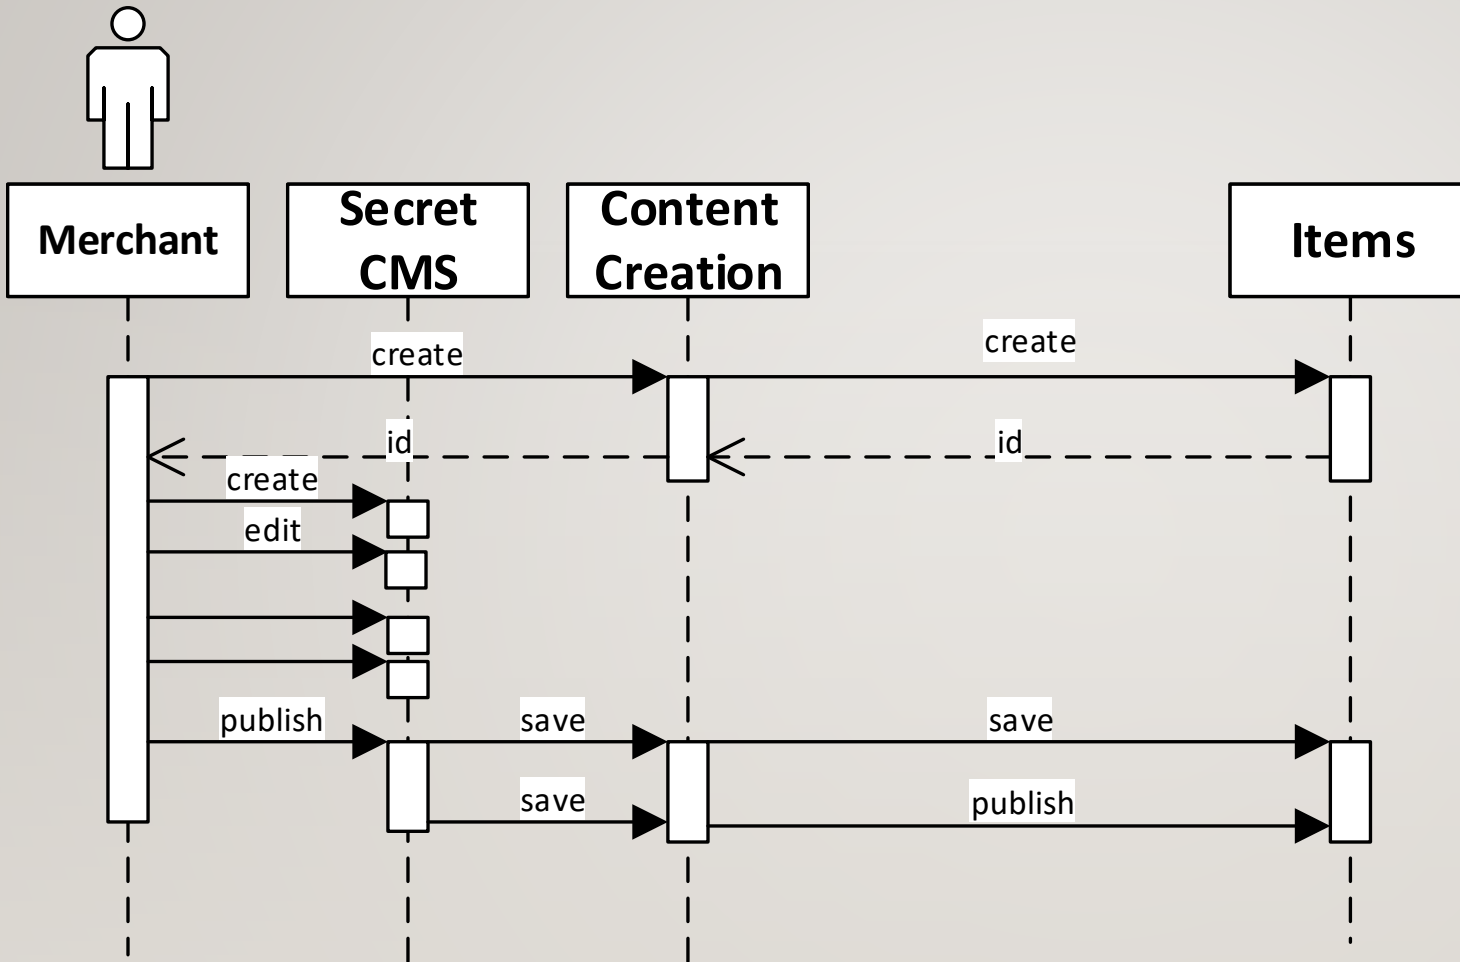 Merchant
Secret
CMS
Content
Creation
Items
create
create
id
id
create
edit
publish
save
save
save
publish